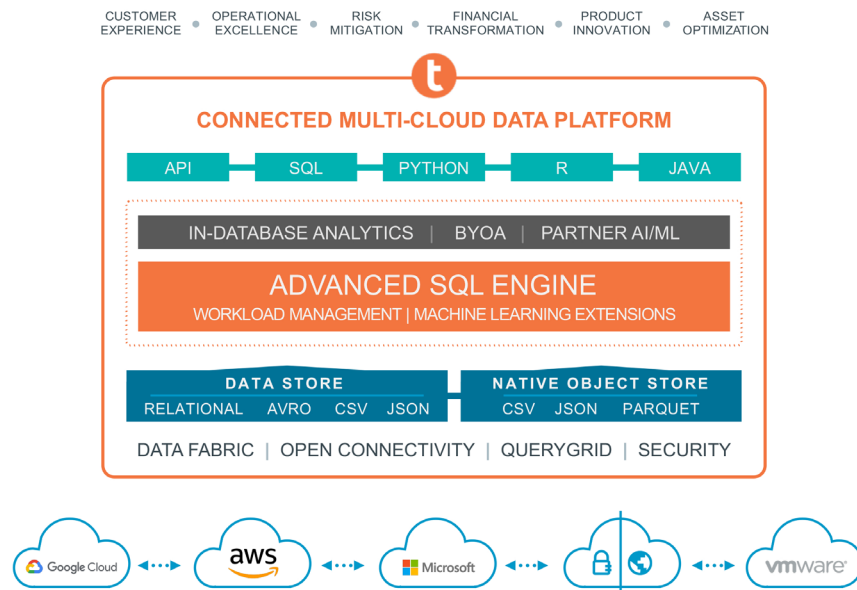 CUSTOMER EXPERIENCE • OPERATIONAL EXCELLENCE • RISK MITIGATION • FINANCIAL TRANSFORMATION • PRODUCT INNOVATION • ASSET OPTIMIZATION
t
CONNECTED MULTI-CLOUD DATA PLATFORM
API SQL PYTHON R JAVA
IN-DATABASE ANALYTICS | BYOA | PARTNER AI/ML
ADVANCED SQL ENGINE
WORKLOAD MANAGEMENT | MACHINE LEARNING EXTENSIONS
DATA STORE
RELATIONAL AVRO CSV JSON
NATIVE OBJECT STORE
CSV JSON PARQUET
DATA FABRIC | OPEN CONNECTIVITY | QUERYGRID | SECURITY
Google Cloud aws Microsoft vmware